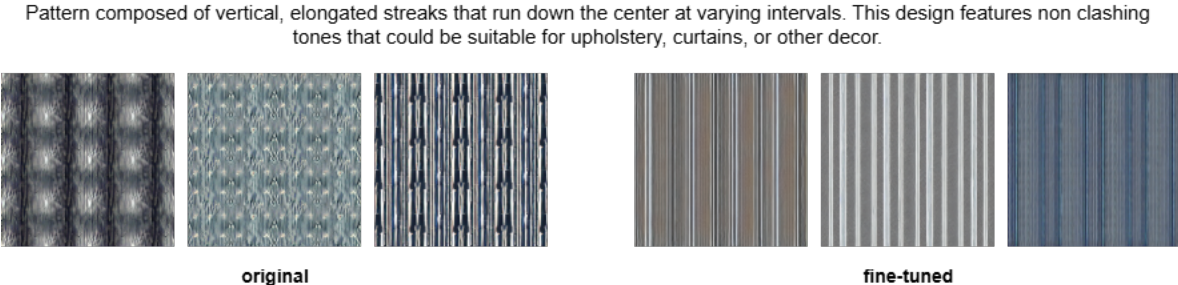 Pattern composed of vertical, elongated streaks that run down the center at varying intervals. This design features non clashing
tones that could be suitable for upholstery, curtains, or other decor.
original
fine-tuned